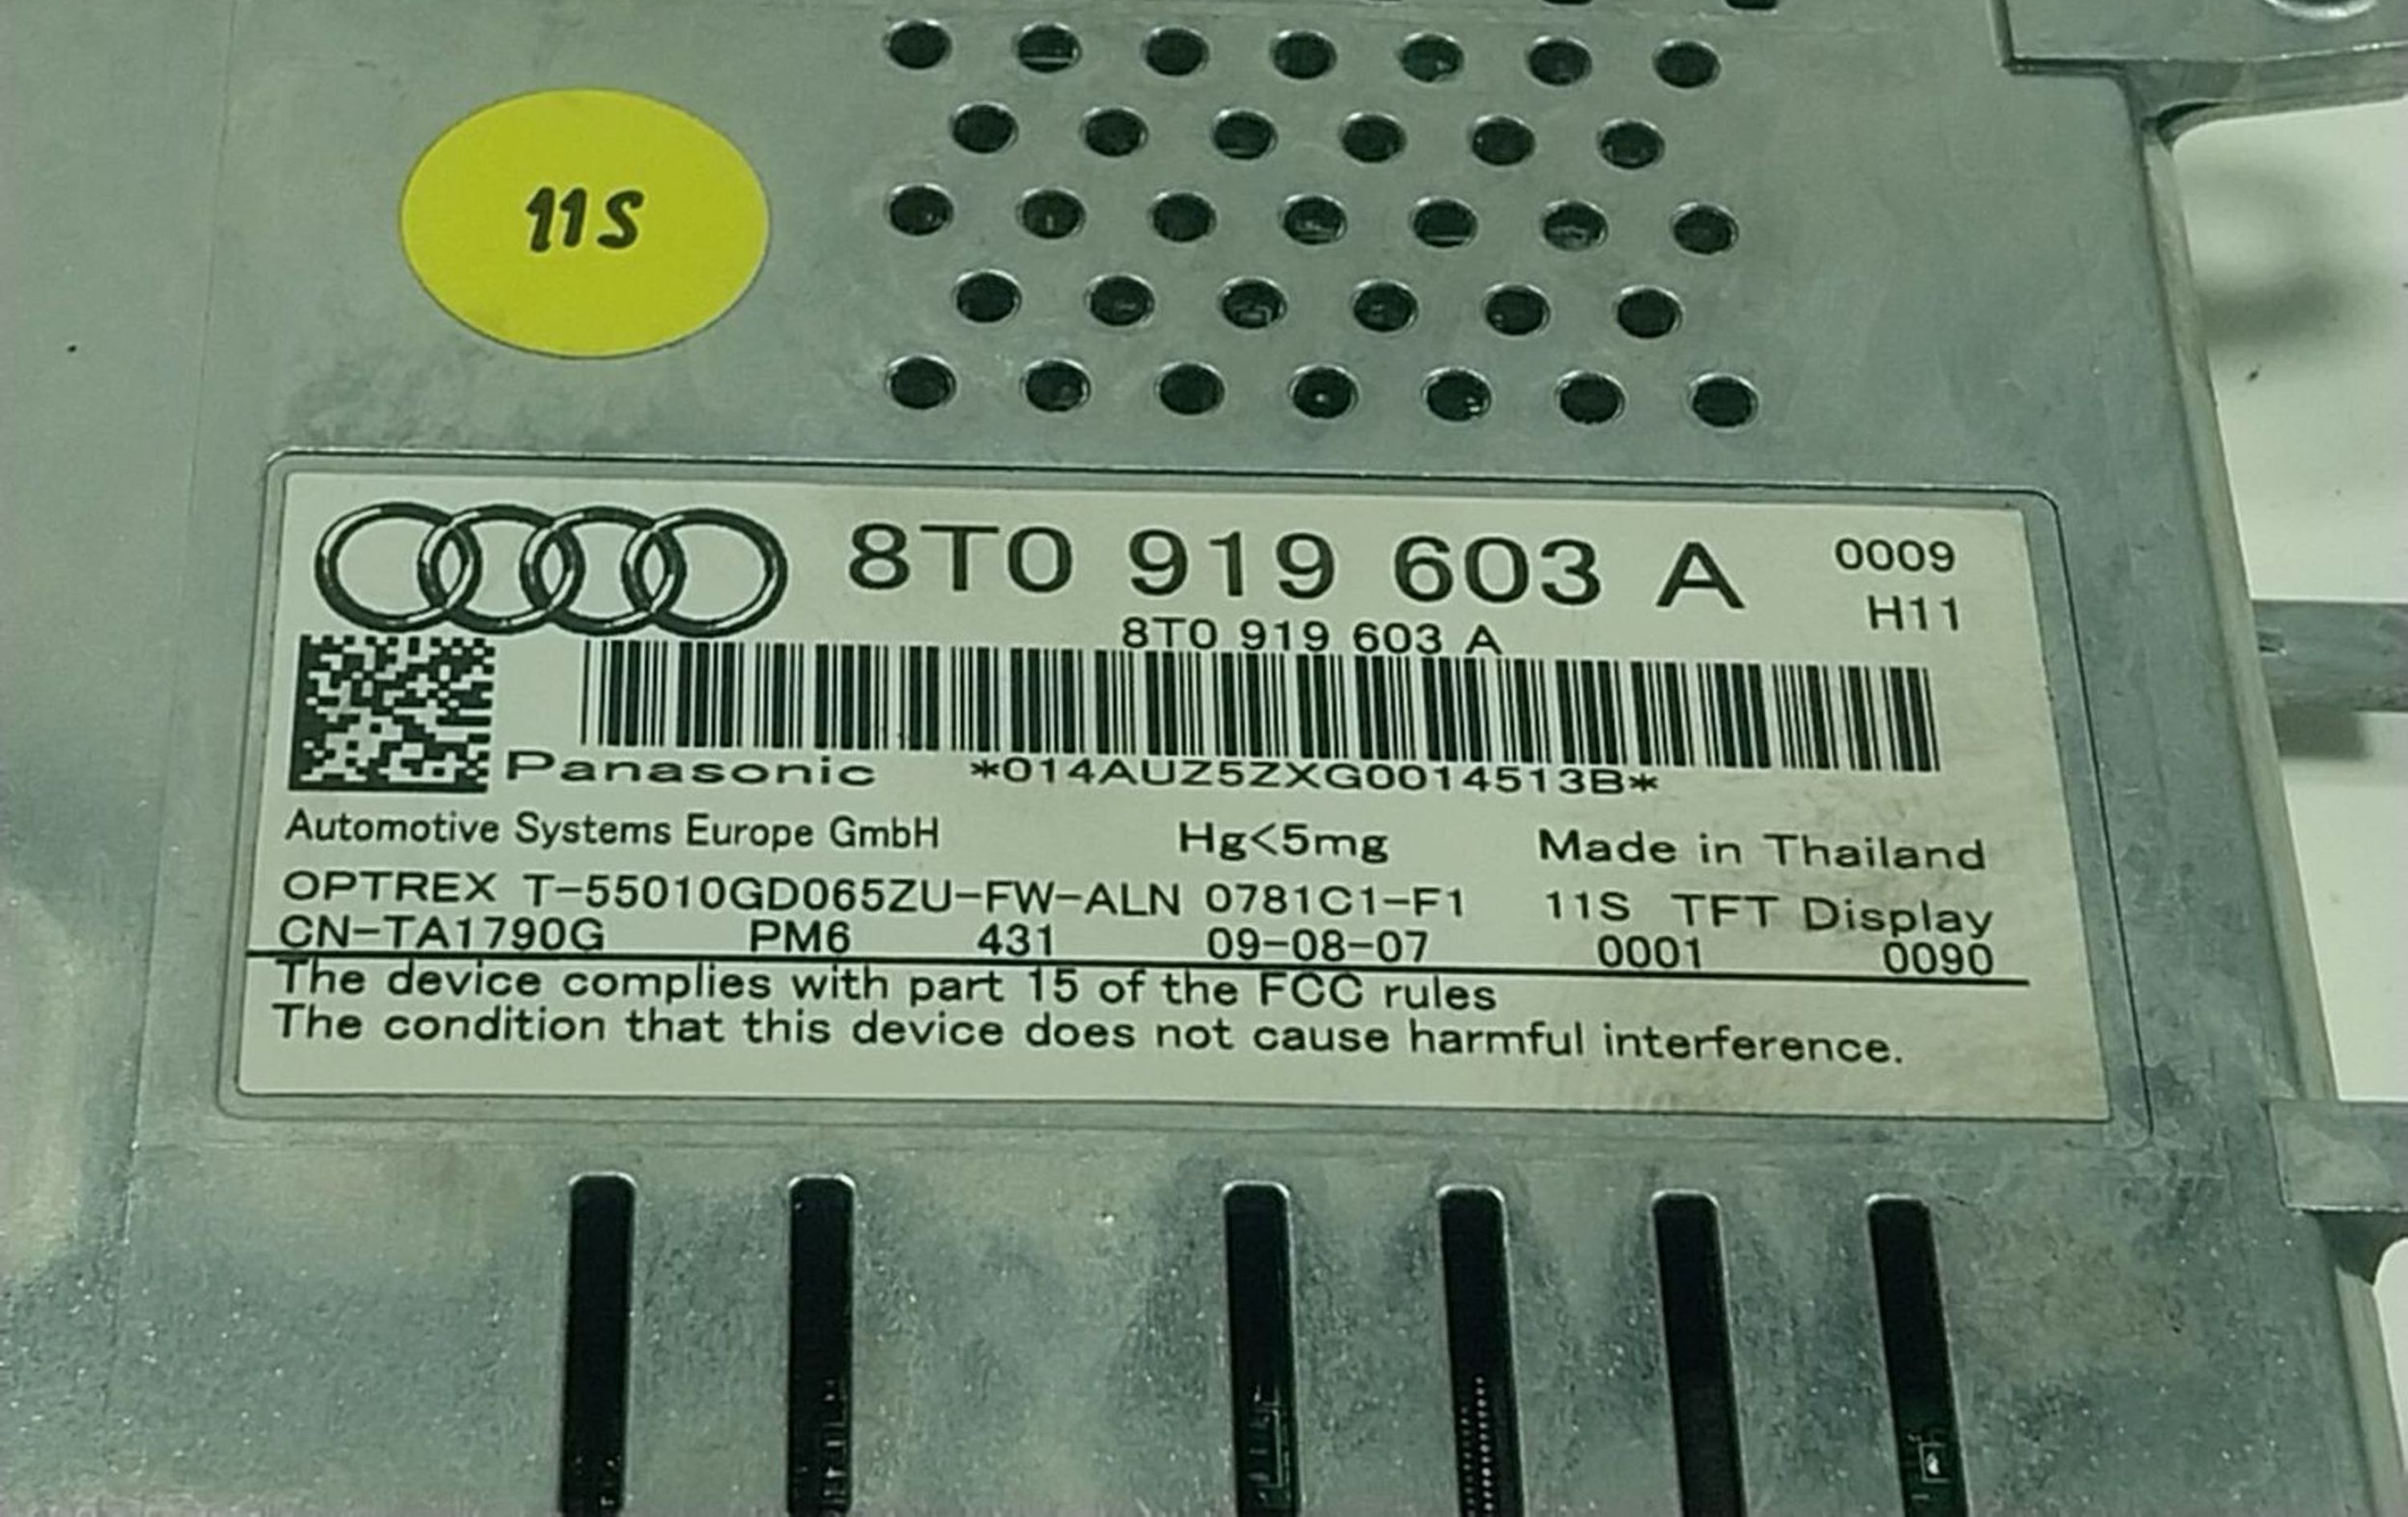 11S
8T0 919 603 A 0009
H11
8T0 919 603 A
Panasonic *014AUZ5ZXG0014513B*
Automotive Systems Europe GmbH Hg<5mg Made in Thailand
OPTREX T-55010GD065ZU-FW-ALN 0781C1-F1 11S TFT Display
CN-TA1790G PM6 431 09-08-07 0001 0090
The device complies with part 15 of the FCC rules
The condition that this device does not cause harmful interference.